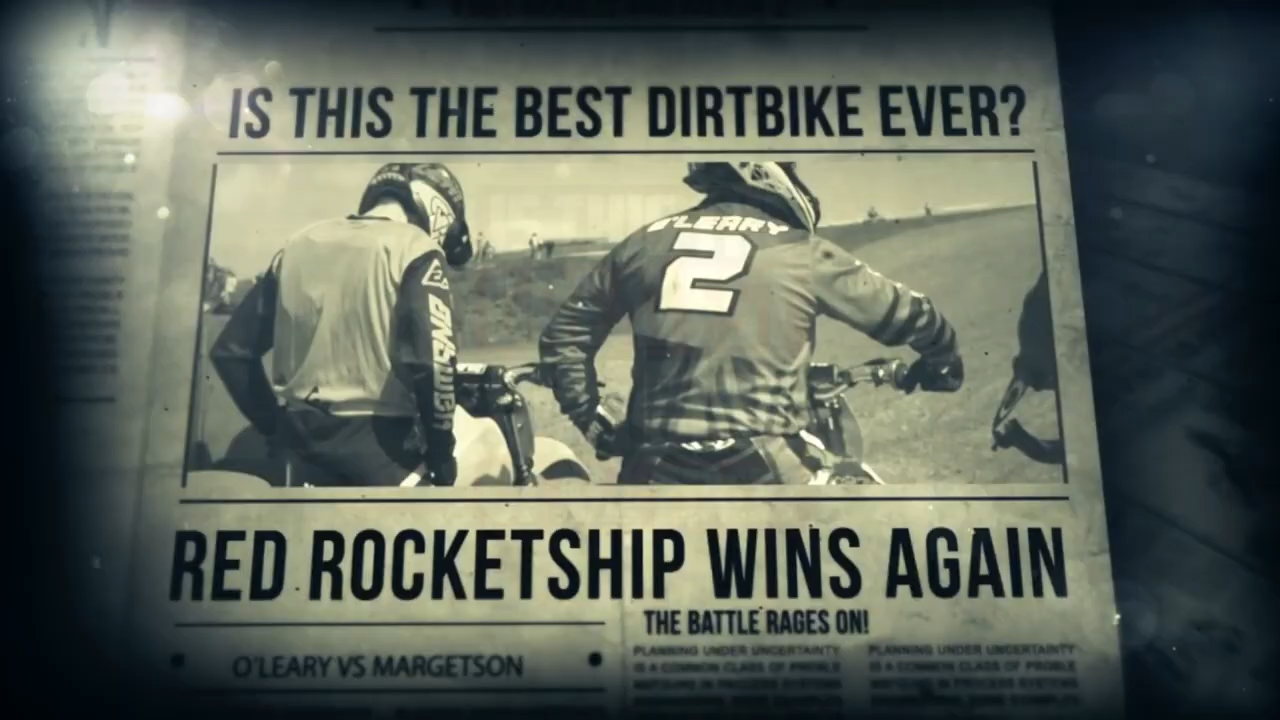 IS THIS THE BEST DIRTBIKE EVER?
O'LEARY
2
ANSWER
RED ROCKETSHIP WINS AGAIN
THE BATTLE RAGES ON!
O'LEARY VS MARGETSON
PLANNING UNDER UNCERTAINTY
IS A COMMON CLASS OF PROBLE
PLANNING UNDER UNCERTAINTY
IS A COMMON CLASS OF PROBLE